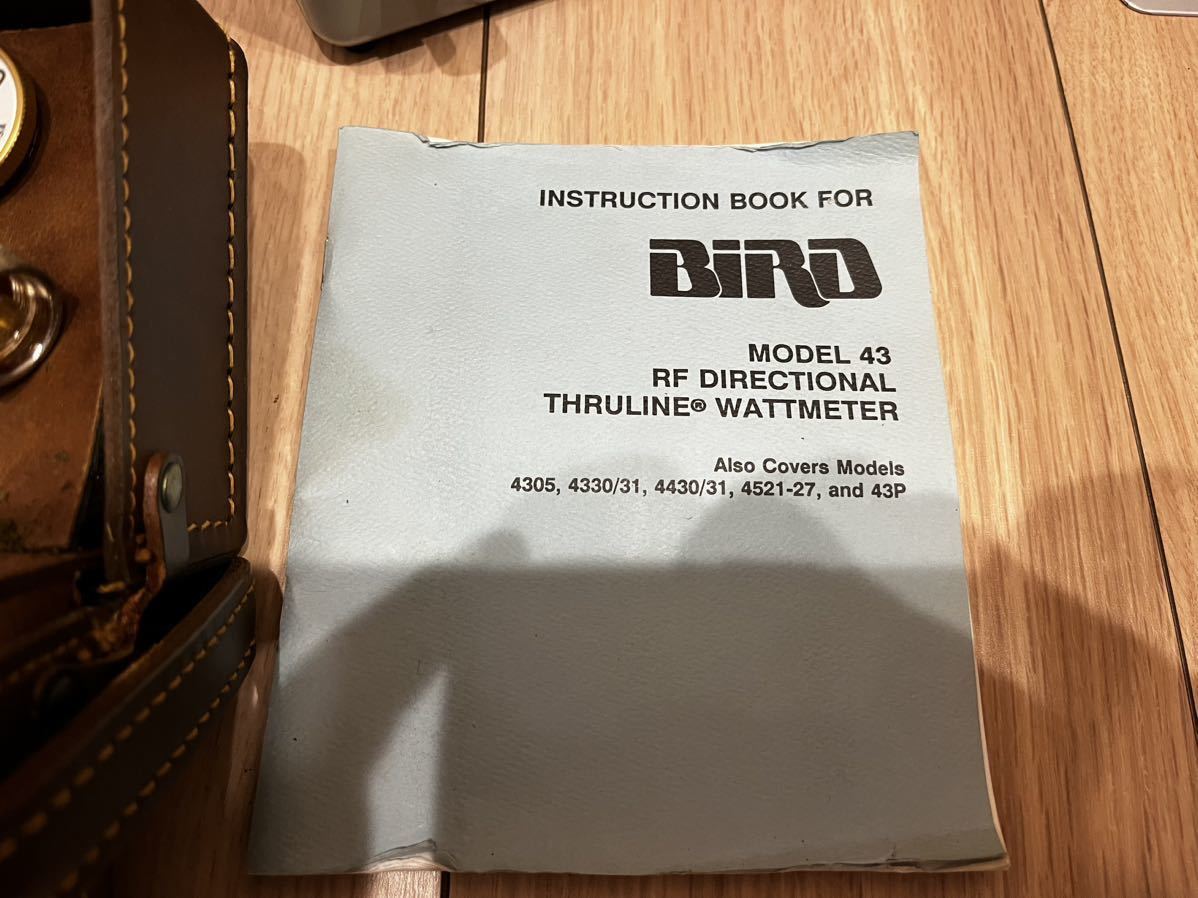 INSTRUCTION BOOK FOR
BiRD
MODEL 43
RF DIRECTIONAL
THRULINE® WATTMETER
Also Covers Models
4305, 4330/31, 4430/31, 4521-27, and 43P